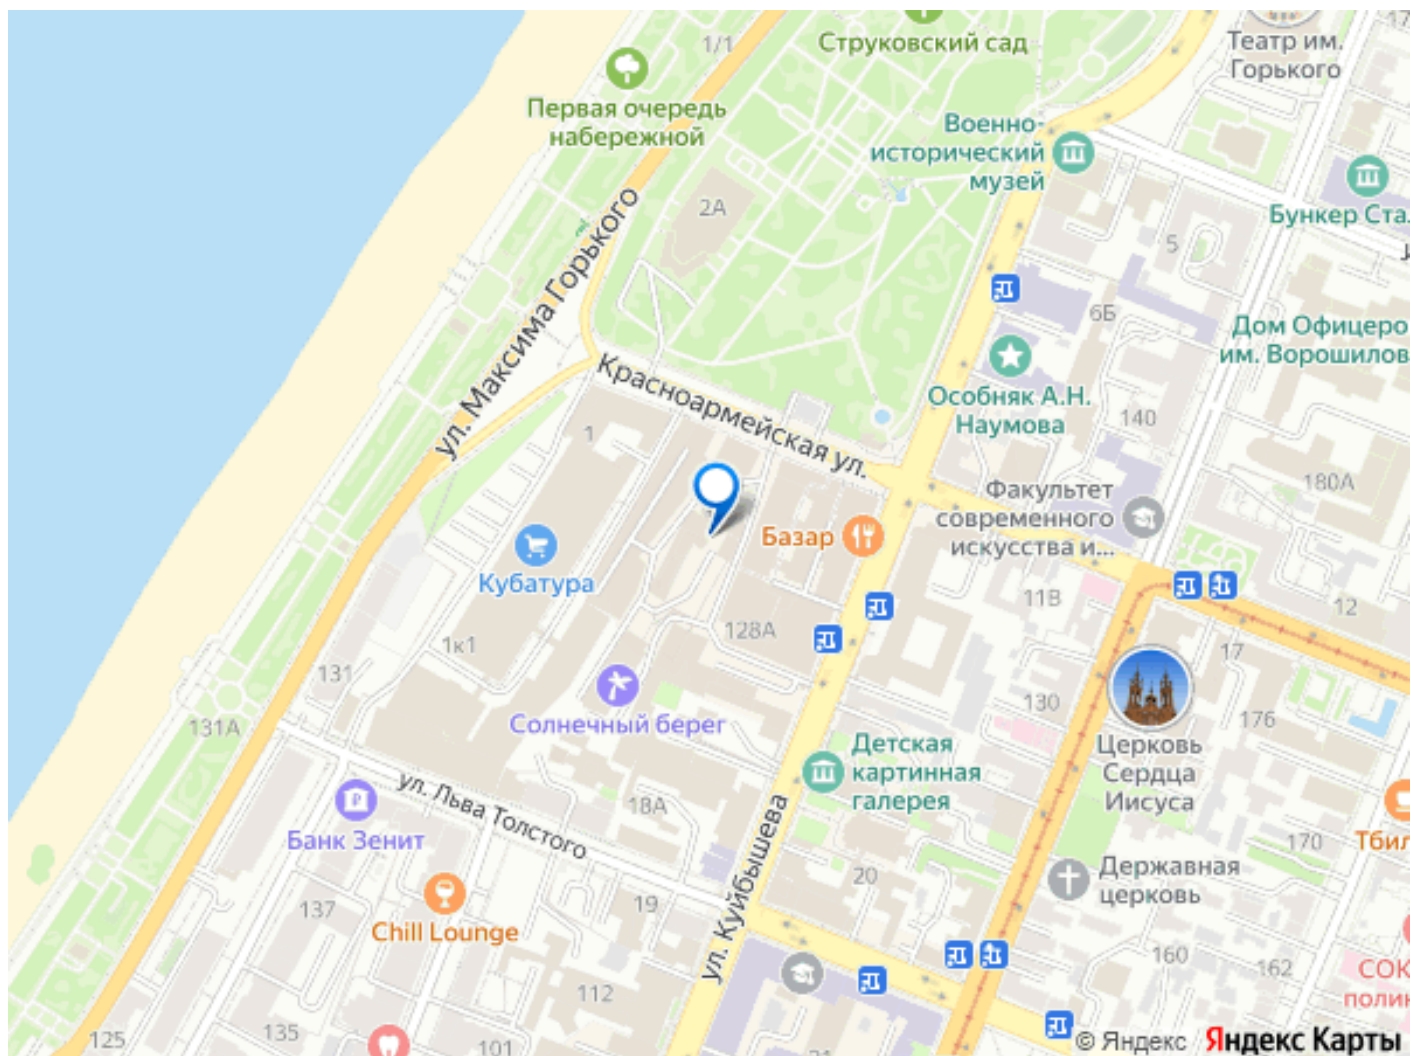 1/1
Струковский сад
Театр им.
Горького
17
Первая очередь
набережной
Военно-
исторический
музей
2А
Бункер Ста.
5
ул. Максима Горького
6Б
Дом Офицеро
им. Ворошилов
Особняк А.Н.
Наумова
140
Красноармейская ул.
1
180А
Факультет
современного
искусства и...
Базар
Кубатура
11В
12
128А
1к1
131
17
130
176
131А
Солнечный берег
Церковь
Сердца
Иисуса
Детская
картинная
галерея
ул. Льва Толстого
18А
Банк Зенит
170
Тбил
Державная
церковь
20
137
19
Chill Lounge
ул. Куйбышева
160
162
СОК
полин
112
125
135
101
21
© Яндекс Яндекс Карты